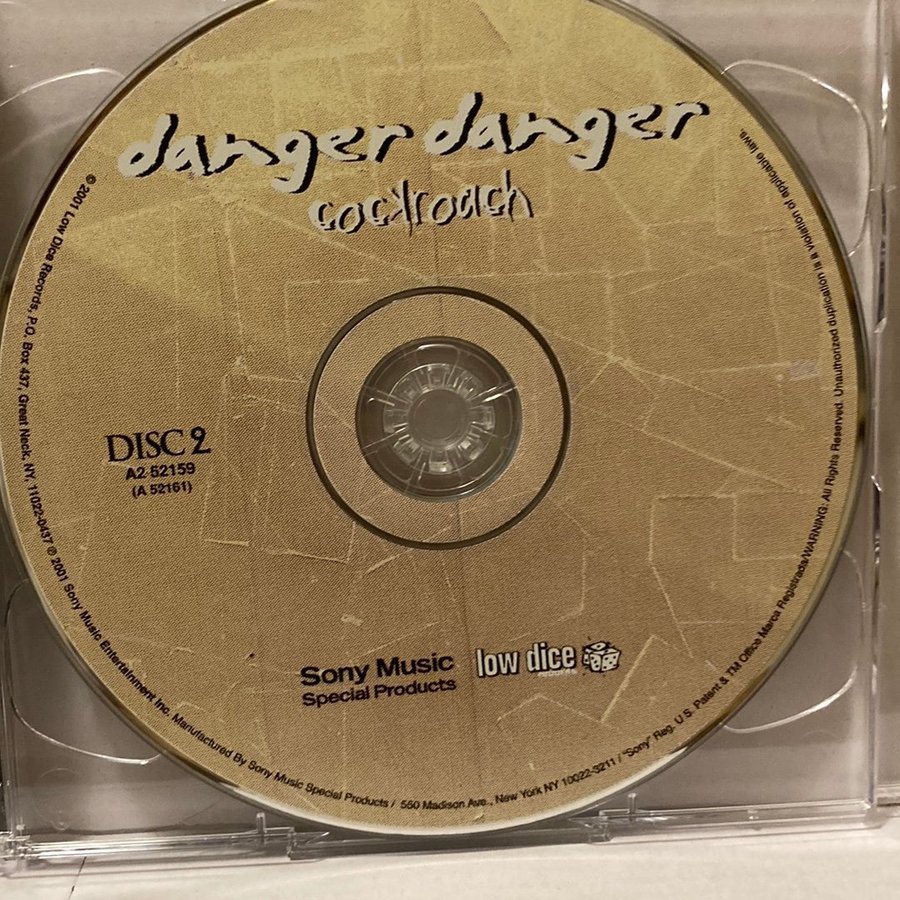 danger danger
cockroach
DISC 2
A2 52159
(A 52161)
Sony Music
Special Products
low dice
records
© 2001 Low Dice Records, P.O. Box 437, Great Neck, NY, 11022-0437 ℗ 2001 Sony Music Entertainment Inc. Manufactured By Sony Music Special Products / 550 Madison Ave., New York NY 10022-3211 / "Sony" Reg. U.S. Patent & TM Office Marca Registrada/WARNING: All Rights Reserved. Unauthorized duplication is a violation of applicable laws.